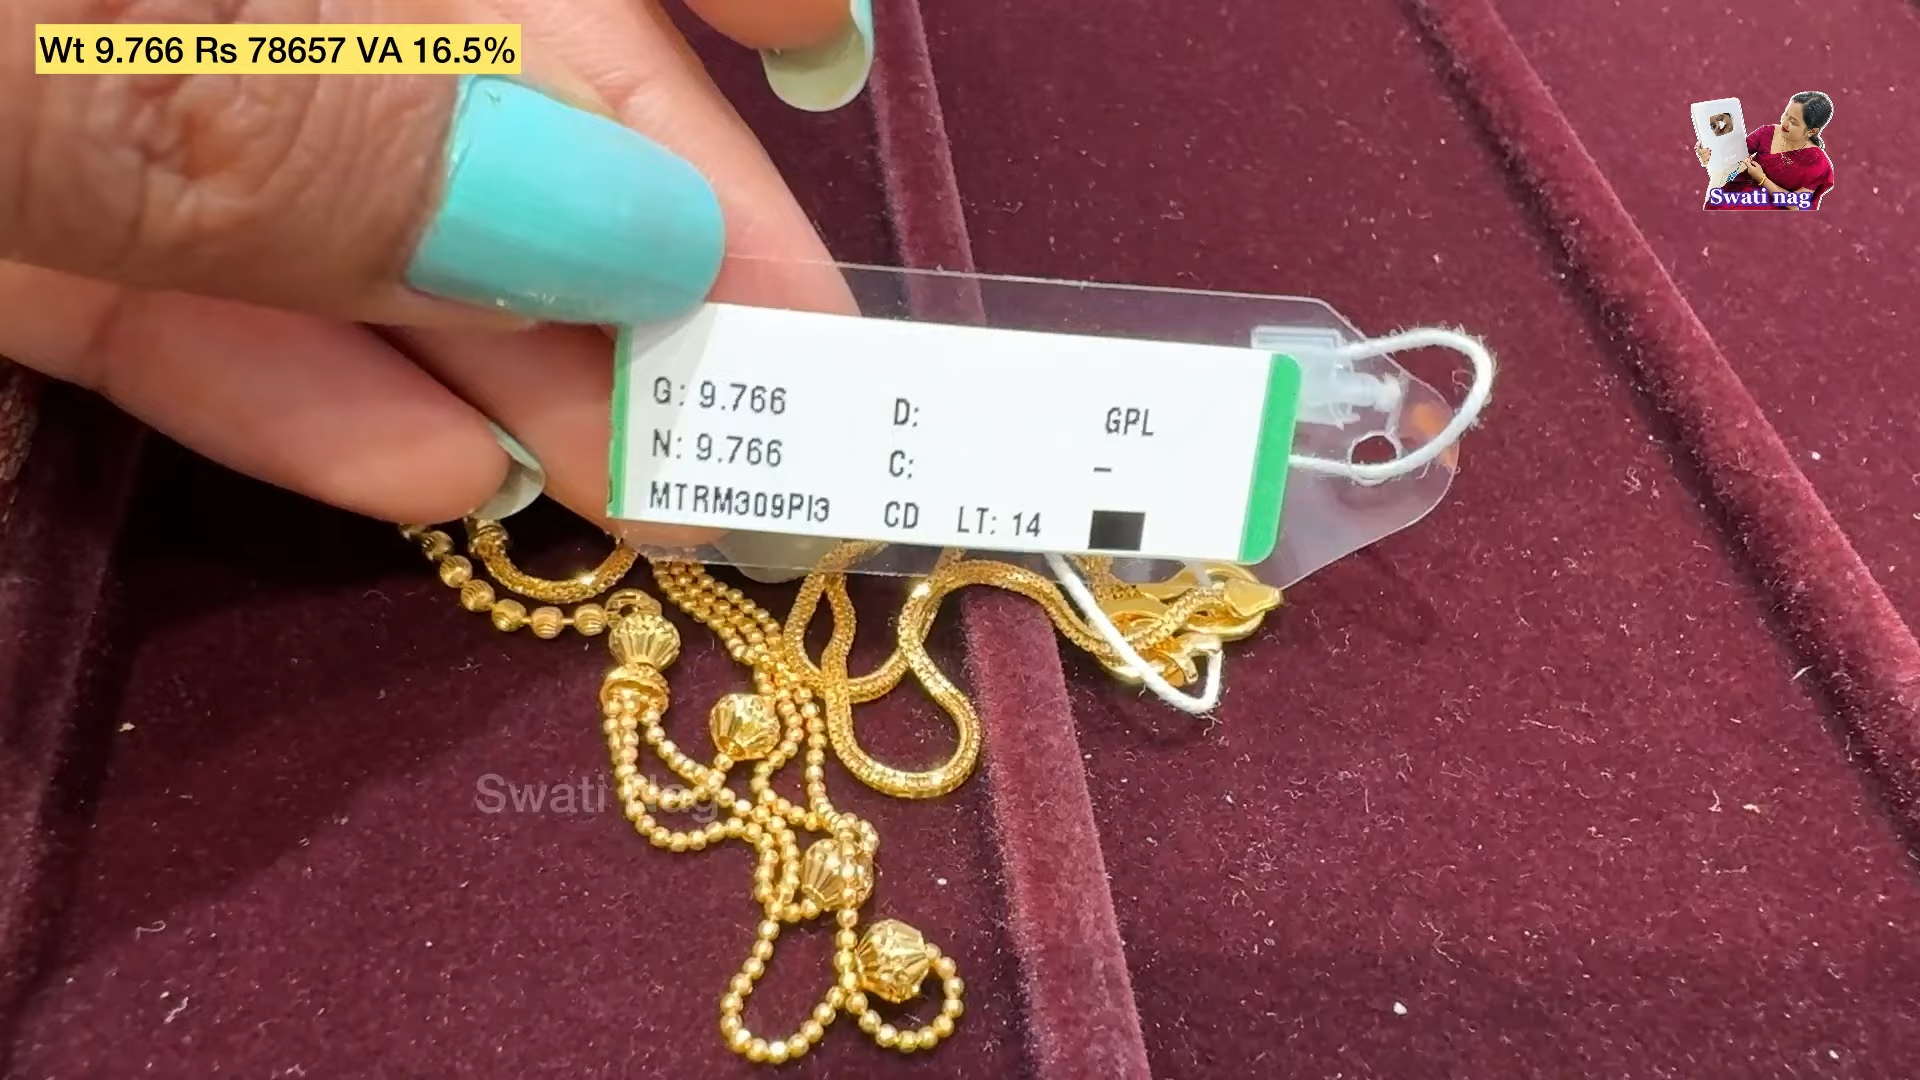 Wt 9.766 Rs 78657 VA 16.5%
Swati nag
G: 9.766 D: GPL
N: 9.766 C: –
MTRM309PI3 CD LT: 14
Swati Nag